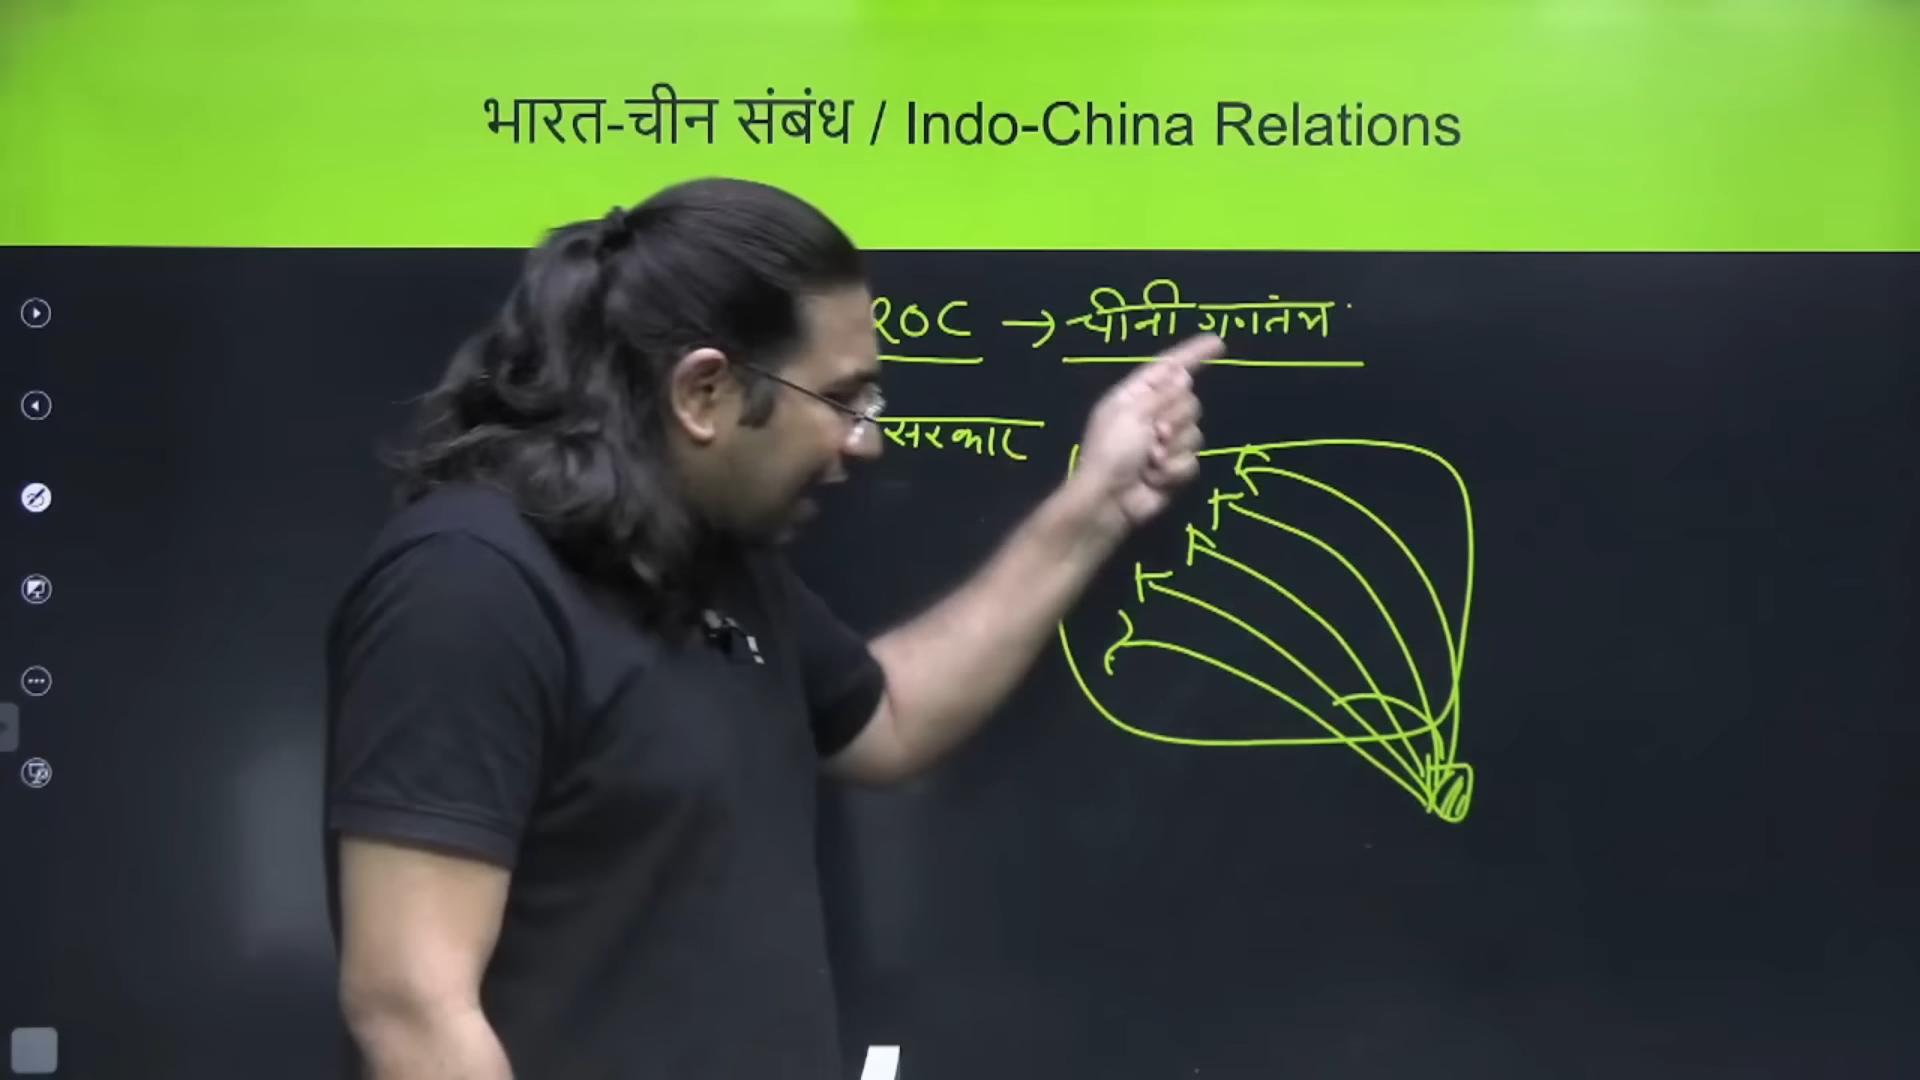 भारत-चीन संबंध / Indo-China Relations
ROC → चीनी गणतंत्र
सरकार